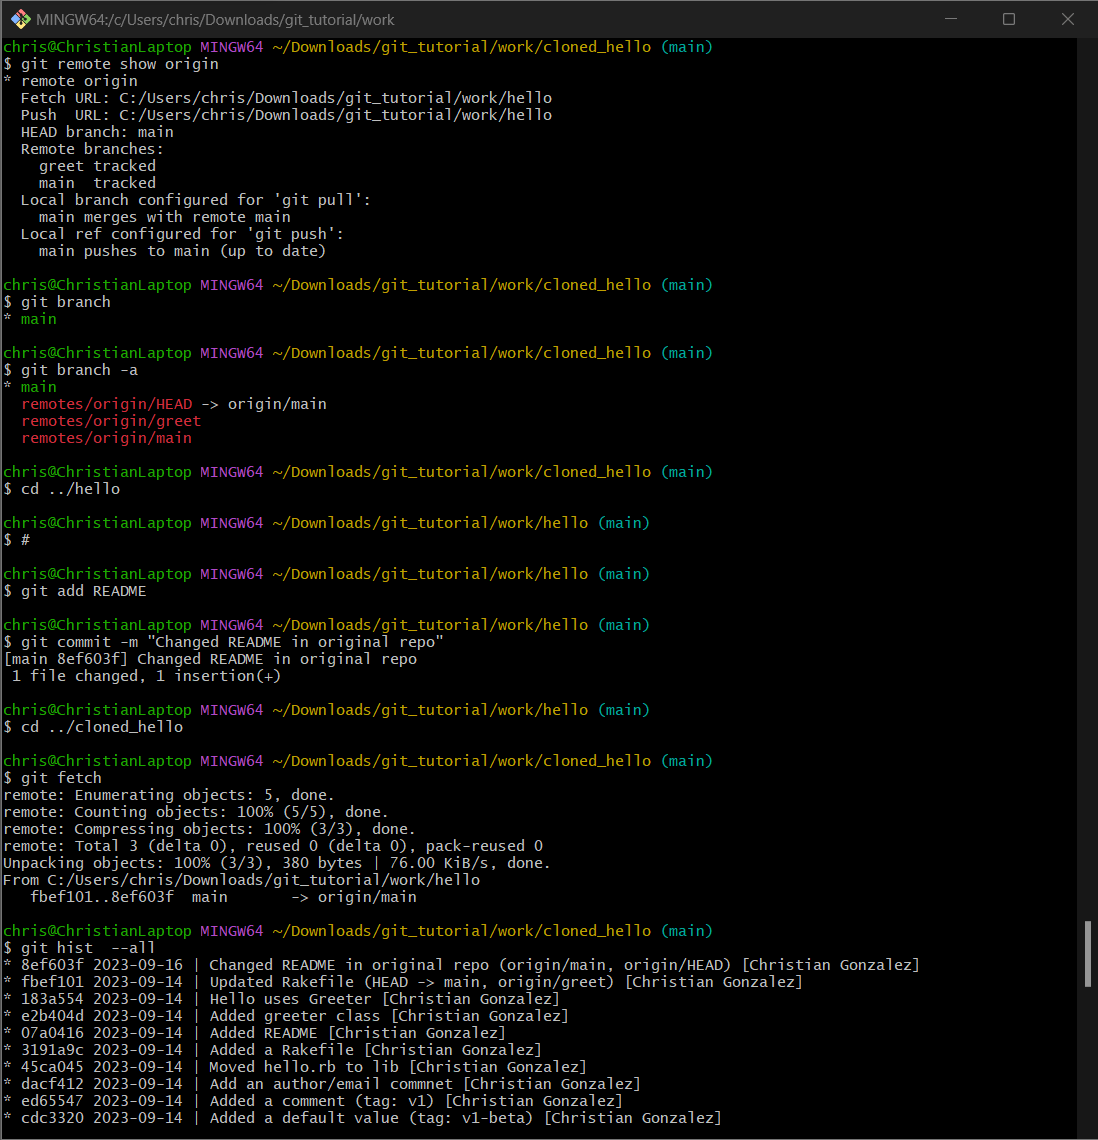 MINGW64:/c/Users/chris/Downloads/git_tutorial/work
chris@ChristianLaptop MINGW64 ~/Downloads/git_tutorial/work/cloned_hello (main)
$ git remote show origin
* remote origin
  Fetch URL: C:/Users/chris/Downloads/git_tutorial/work/hello
  Push  URL: C:/Users/chris/Downloads/git_tutorial/work/hello
  HEAD branch: main
  Remote branches:
    greet tracked
    main  tracked
  Local branch configured for 'git pull':
    main merges with remote main
  Local ref configured for 'git push':
    main pushes to main (up to date)
chris@ChristianLaptop MINGW64 ~/Downloads/git_tutorial/work/cloned_hello (main)
$ git branch
* main
chris@ChristianLaptop MINGW64 ~/Downloads/git_tutorial/work/cloned_hello (main)
$ git branch -a
* main
  remotes/origin/HEAD -> origin/main
  remotes/origin/greet
  remotes/origin/main
chris@ChristianLaptop MINGW64 ~/Downloads/git_tutorial/work/cloned_hello (main)
$ cd ../hello
chris@ChristianLaptop MINGW64 ~/Downloads/git_tutorial/work/hello (main)
$ #
chris@ChristianLaptop MINGW64 ~/Downloads/git_tutorial/work/hello (main)
$ git add README
chris@ChristianLaptop MINGW64 ~/Downloads/git_tutorial/work/hello (main)
$ git commit -m "Changed README in original repo"
[main 8ef603f] Changed README in original repo
 1 file changed, 1 insertion(+)
chris@ChristianLaptop MINGW64 ~/Downloads/git_tutorial/work/hello (main)
$ cd ../cloned_hello
chris@ChristianLaptop MINGW64 ~/Downloads/git_tutorial/work/cloned_hello (main)
$ git fetch
remote: Enumerating objects: 5, done.
remote: Counting objects: 100% (5/5), done.
remote: Compressing objects: 100% (3/3), done.
remote: Total 3 (delta 0), reused 0 (delta 0), pack-reused 0
Unpacking objects: 100% (3/3), 380 bytes | 76.00 KiB/s, done.
From C:/Users/chris/Downloads/git_tutorial/work/hello
   fbef101..8ef603f  main       -> origin/main
chris@ChristianLaptop MINGW64 ~/Downloads/git_tutorial/work/cloned_hello (main)
$ git hist  --all
* 8ef603f 2023-09-16 | Changed README in original repo (origin/main, origin/HEAD) [Christian Gonzalez]
* fbef101 2023-09-14 | Updated Rakefile (HEAD -> main, origin/greet) [Christian Gonzalez]
* 183a554 2023-09-14 | Hello uses Greeter [Christian Gonzalez]
* e2b404d 2023-09-14 | Added greeter class [Christian Gonzalez]
* 07a0416 2023-09-14 | Added README [Christian Gonzalez]
* 3191a9c 2023-09-14 | Added a Rakefile [Christian Gonzalez]
* 45ca045 2023-09-14 | Moved hello.rb to lib [Christian Gonzalez]
* dacf412 2023-09-14 | Add an author/email commnet [Christian Gonzalez]
* ed65547 2023-09-14 | Added a comment (tag: v1) [Christian Gonzalez]
* cdc3320 2023-09-14 | Added a default value (tag: v1-beta) [Christian Gonzalez]